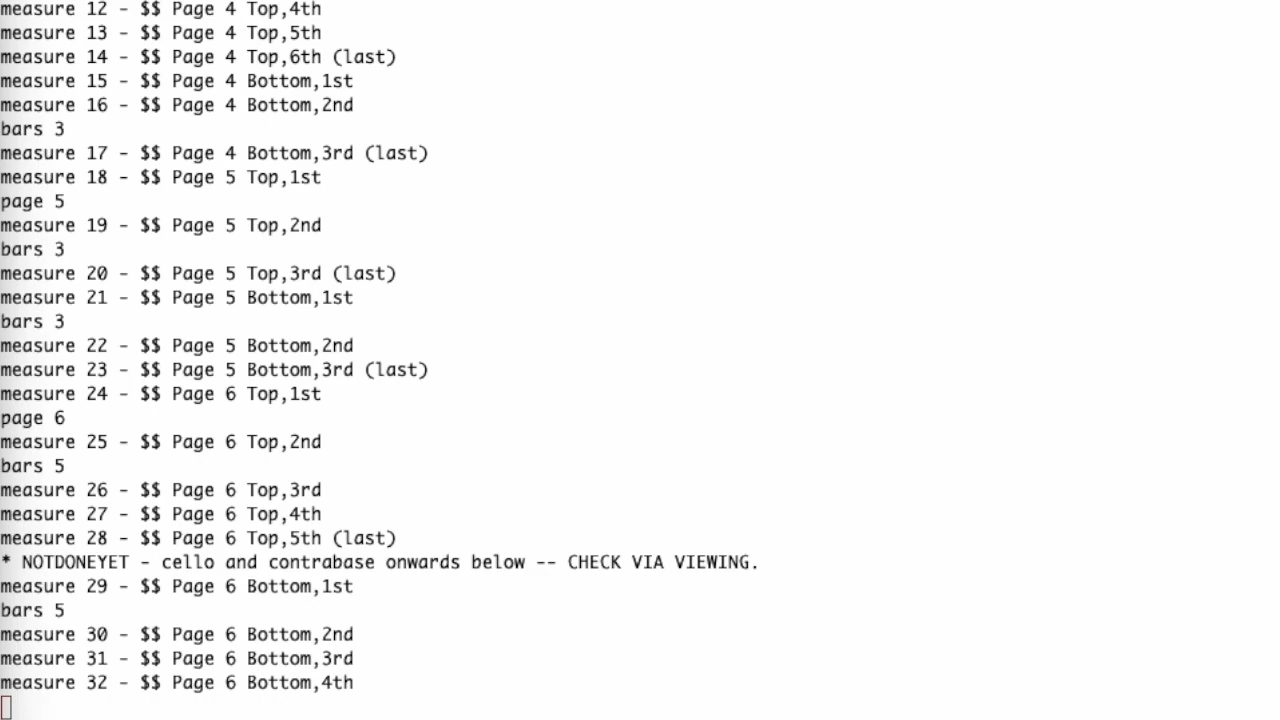 measure 12 - $$ Page 4 Top,4th
measure 13 - $$ Page 4 Top,5th
measure 14 - $$ Page 4 Top,6th (last)
measure 15 - $$ Page 4 Bottom,1st
measure 16 - $$ Page 4 Bottom,2nd
bars 3
measure 17 - $$ Page 4 Bottom,3rd (last)
measure 18 - $$ Page 5 Top,1st
page 5
measure 19 - $$ Page 5 Top,2nd
bars 3
measure 20 - $$ Page 5 Top,3rd (last)
measure 21 - $$ Page 5 Bottom,1st
bars 3
measure 22 - $$ Page 5 Bottom,2nd
measure 23 - $$ Page 5 Bottom,3rd (last)
measure 24 - $$ Page 6 Top,1st
page 6
measure 25 - $$ Page 6 Top,2nd
bars 5
measure 26 - $$ Page 6 Top,3rd
measure 27 - $$ Page 6 Top,4th
measure 28 - $$ Page 6 Top,5th (last)
* NOTDONEYET - cello and contrabase onwards below -- CHECK VIA VIEWING.
measure 29 - $$ Page 6 Bottom,1st
bars 5
measure 30 - $$ Page 6 Bottom,2nd
measure 31 - $$ Page 6 Bottom,3rd
measure 32 - $$ Page 6 Bottom,4th